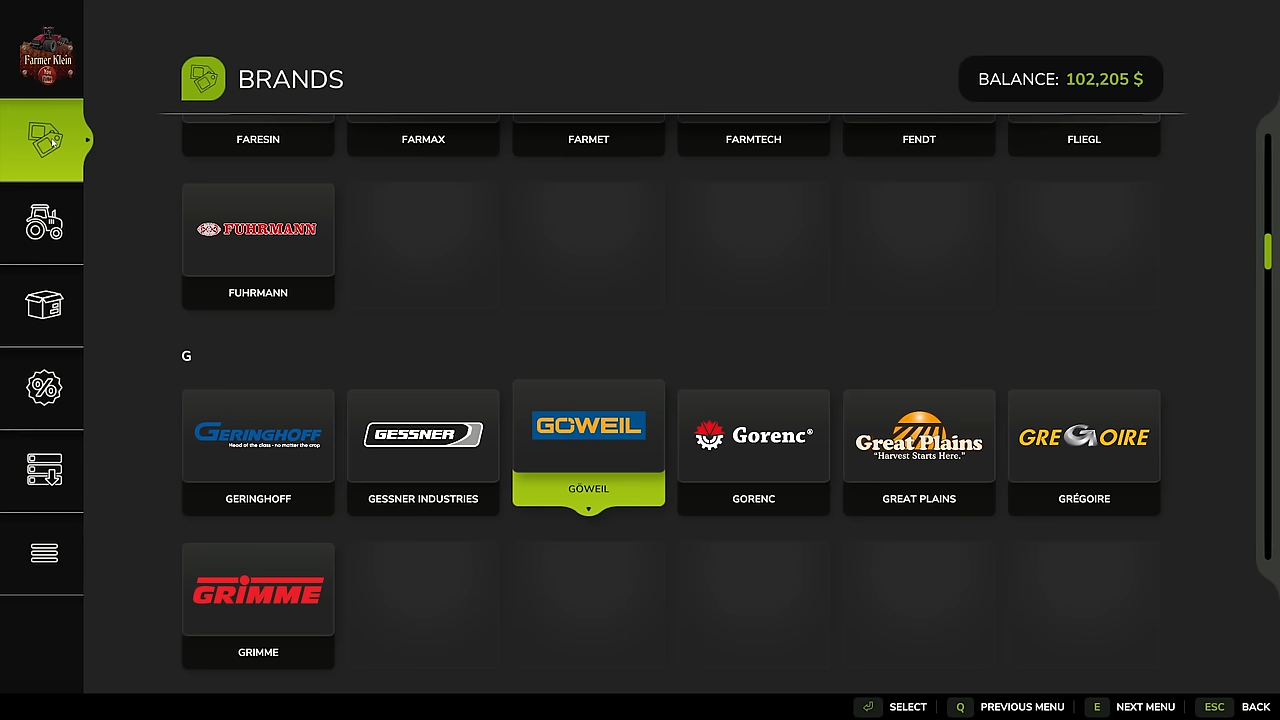 Farmer Klein
You
Tube
BRANDS
BALANCE: 102,205 $
FARESIN
FARMAX
FARMET
FARMTECH
FENDT
FLIEGL
FUHRMANN
FUHRMANN
G
GERINGHOFF
Head of the class - no matter the crop
GESSNER
GÖWEIL
Gorenc®
Great Plains
"Harvest Starts Here."
GREGOIRE
GERINGHOFF
GESSNER INDUSTRIES
GÖWEIL
GORENC
GREAT PLAINS
GRÉGOIRE
GRIMME
GRIMME
SELECT
Q PREVIOUS MENU
E NEXT MENU
ESC BACK